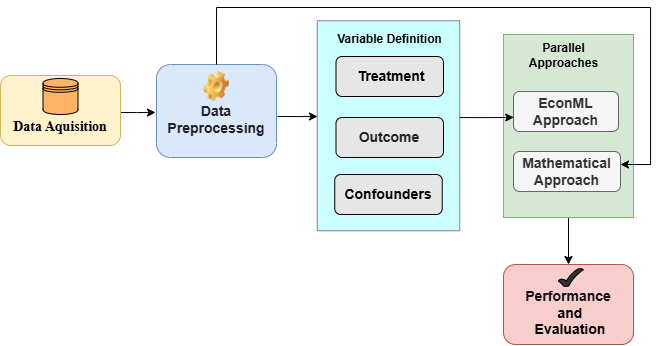 Data Aquisition
Data
Preprocessing
Variable Definition
Treatment
Outcome
Confounders
Parallel
Approaches
EconML
Approach
Mathematical
Approach
Performance
and
Evaluation